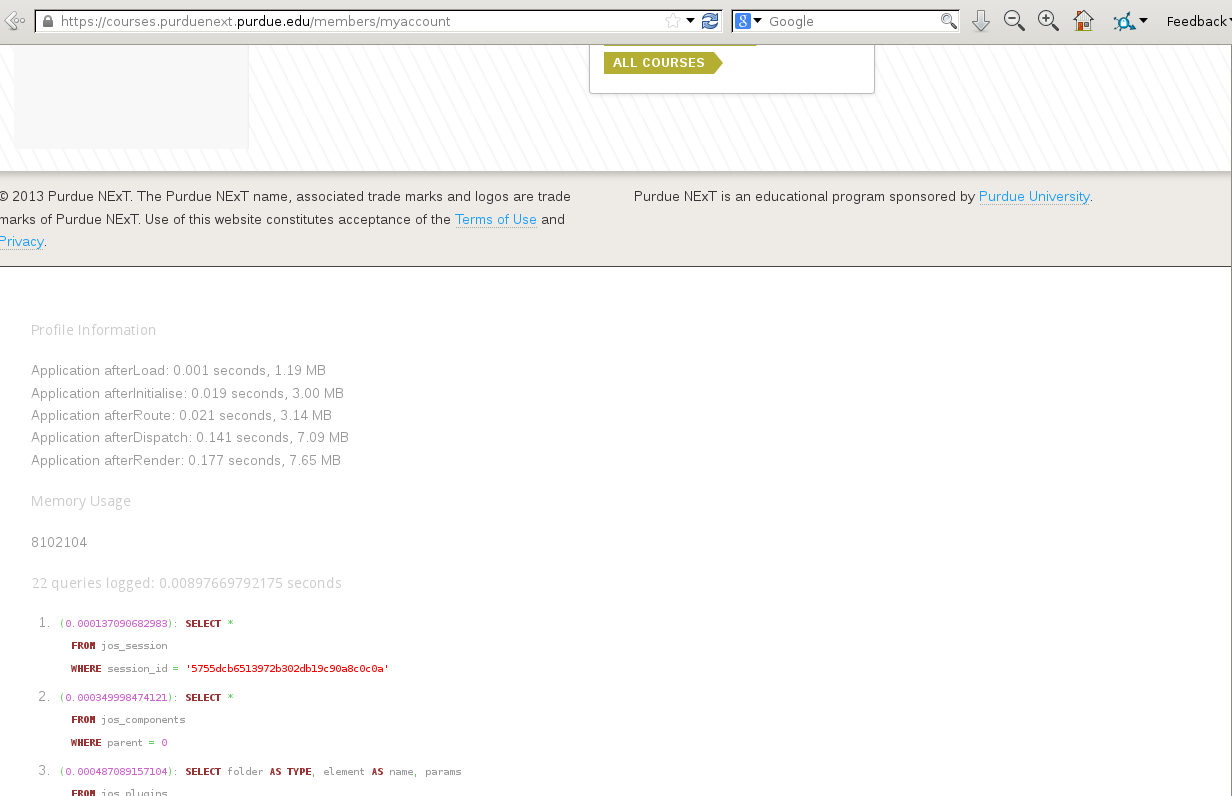 https://courses.purduenext.purdue.edu/members/myaccount
8 Google
Feedback
ALL COURSES
© 2013 Purdue NExT. The Purdue NExT name, associated trade marks and logos are trade
marks of Purdue NExT. Use of this website constitutes acceptance of the Terms of Use and
Privacy.
Purdue NExT is an educational program sponsored by Purdue University.
Profile Information
Application afterLoad: 0.001 seconds, 1.19 MB
Application afterInitialise: 0.019 seconds, 3.00 MB
Application afterRoute: 0.021 seconds, 3.14 MB
Application afterDispatch: 0.141 seconds, 7.09 MB
Application afterRender: 0.177 seconds, 7.65 MB
Memory Usage
8102104
22 queries logged: 0.00897669792175 seconds
1. (0.000137090682983): SELECT *
FROM jos_session
WHERE session_id = '5755dcb6513972b302db19c90a8c0c0a'
2. (0.000349998474121): SELECT *
FROM jos_components
WHERE parent = 0
3. (0.000487089157104): SELECT folder AS TYPE, element AS name, params
FROM jos_plugins